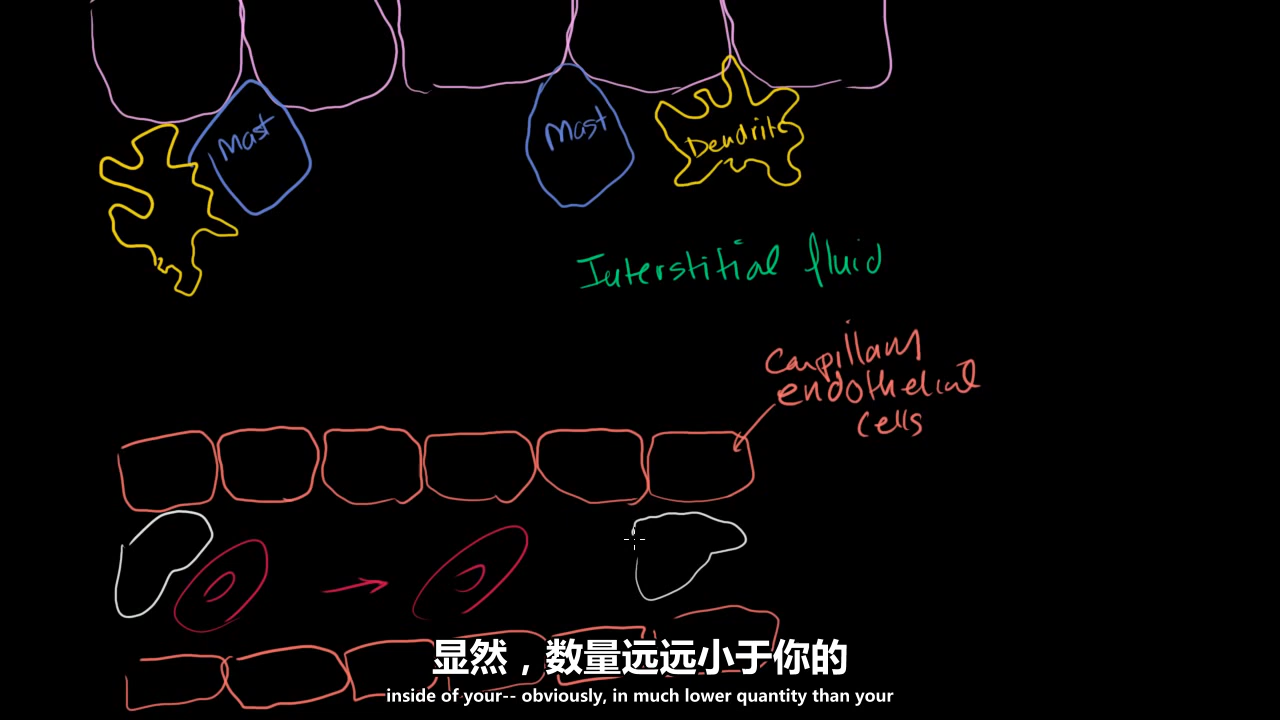 Mast
Mast
Dendrite
Interstitial fluid
Capillary
endothelial
cells
显然，数量远远小于你的
inside of your-- obviously, in much lower quantity than your